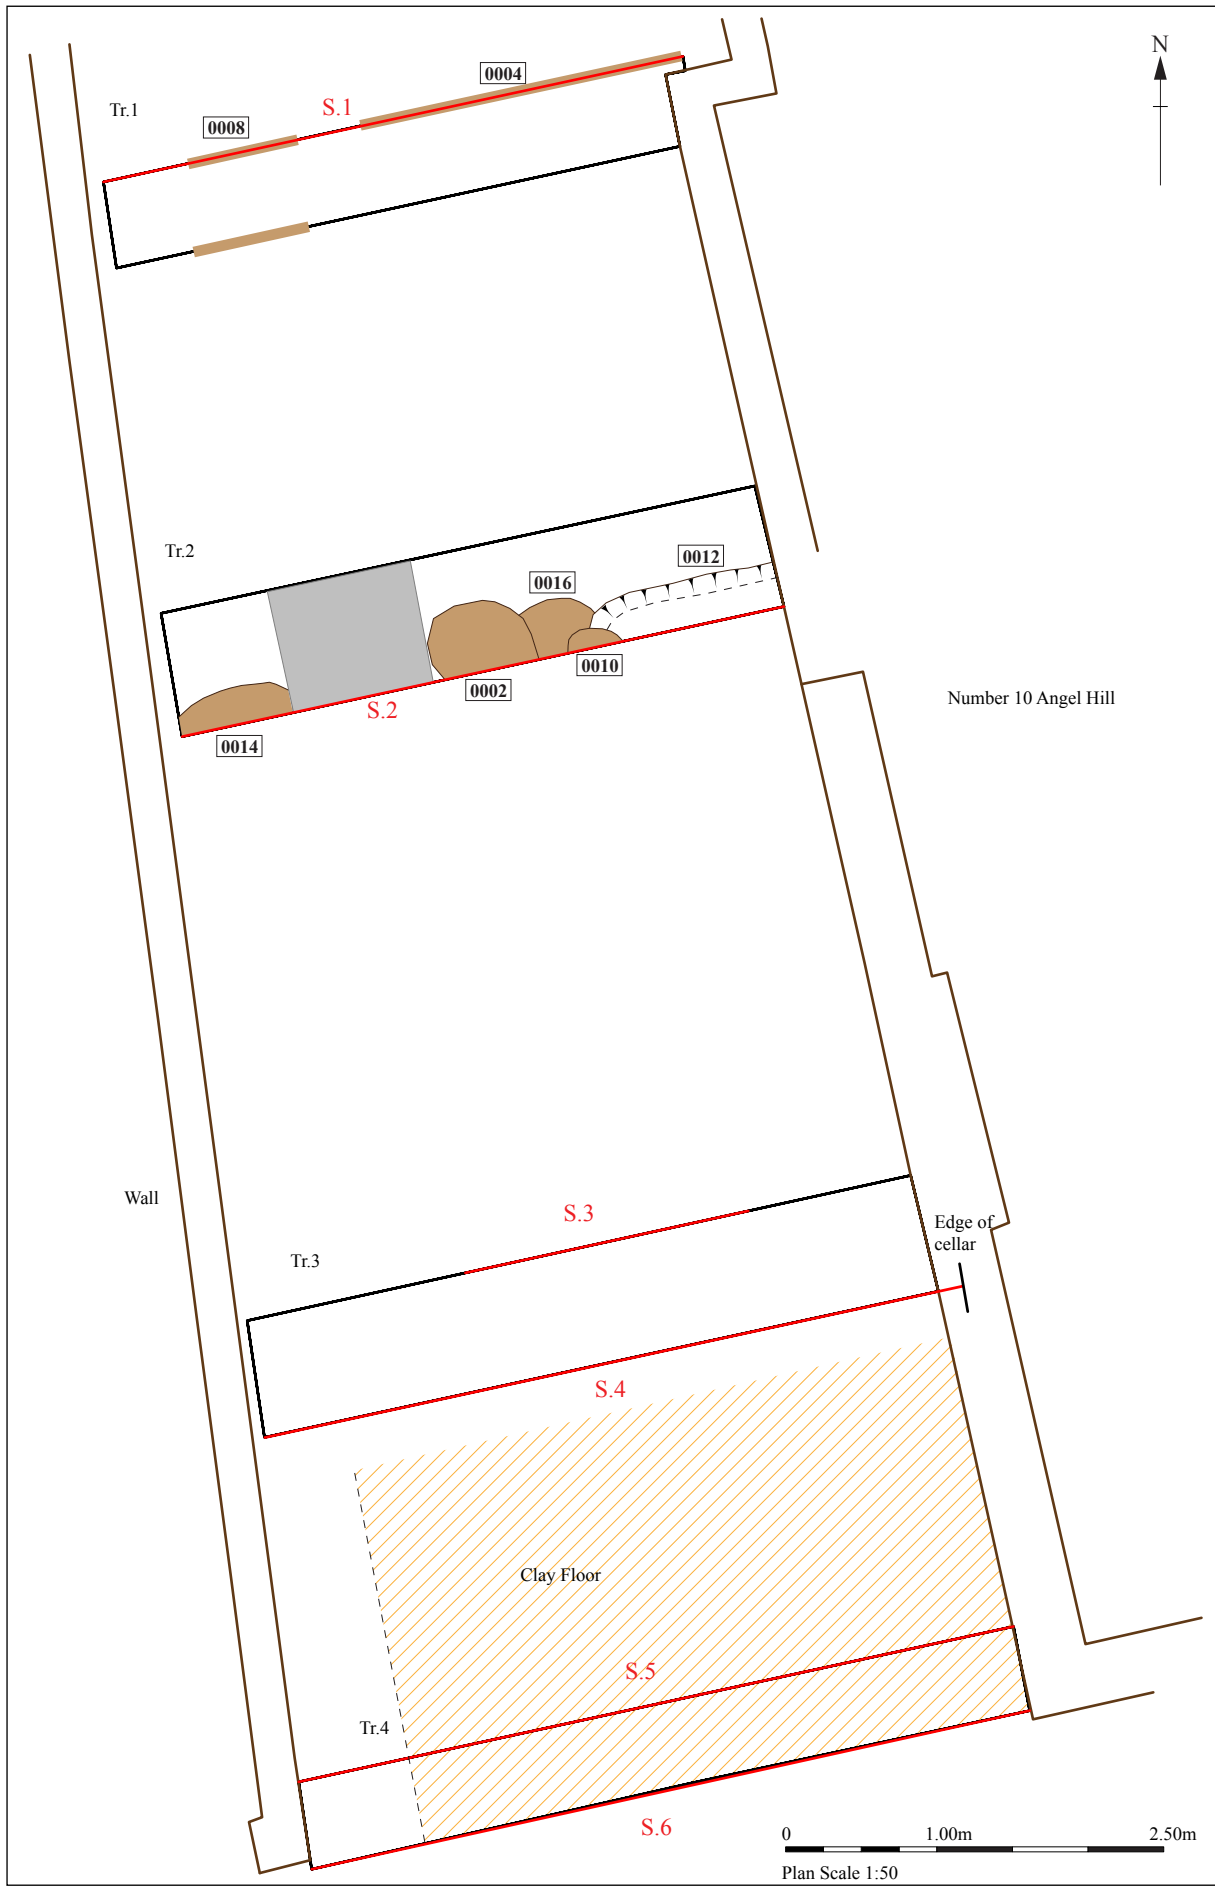 N
0004
Tr.1
S.1
0008
Tr.2
0012
0016
0010
0002
S.2
0014
Number 10 Angel Hill
Wall
S.3
Edge of
cellar
Tr.3
S.4
Clay Floor
S.5
Tr.4
S.6
0 1.00m 2.50m
Plan Scale 1:50